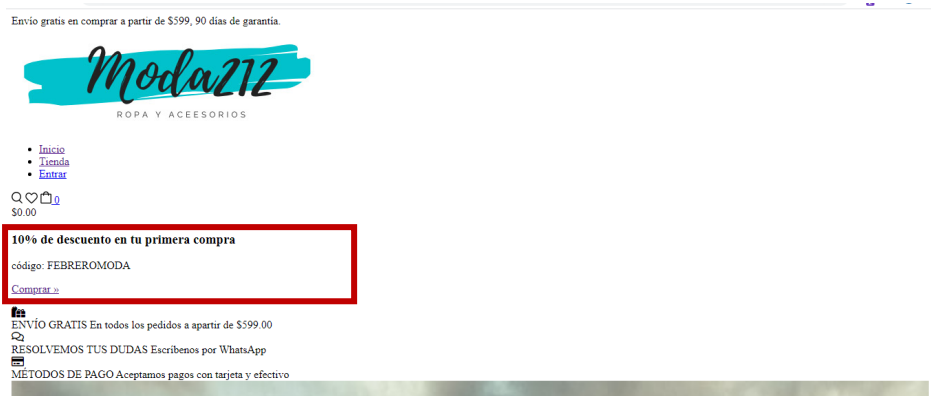 Envío gratis en comprar a partir de $599, 90 días de garantía.
Moda212
ROPA Y ACEESORIOS
Inicio
Tienda
Entrar
0
$0.00
10% de descuento en tu primera compra
código: FEBREROMODA
Comprar »
ENVÍO GRATIS En todos los pedidos a apartir de $599.00
RESOLVEMOS TUS DUDAS Escríbenos por WhatsApp
MÉTODOS DE PAGO Aceptamos pagos con tarjeta y efectivo